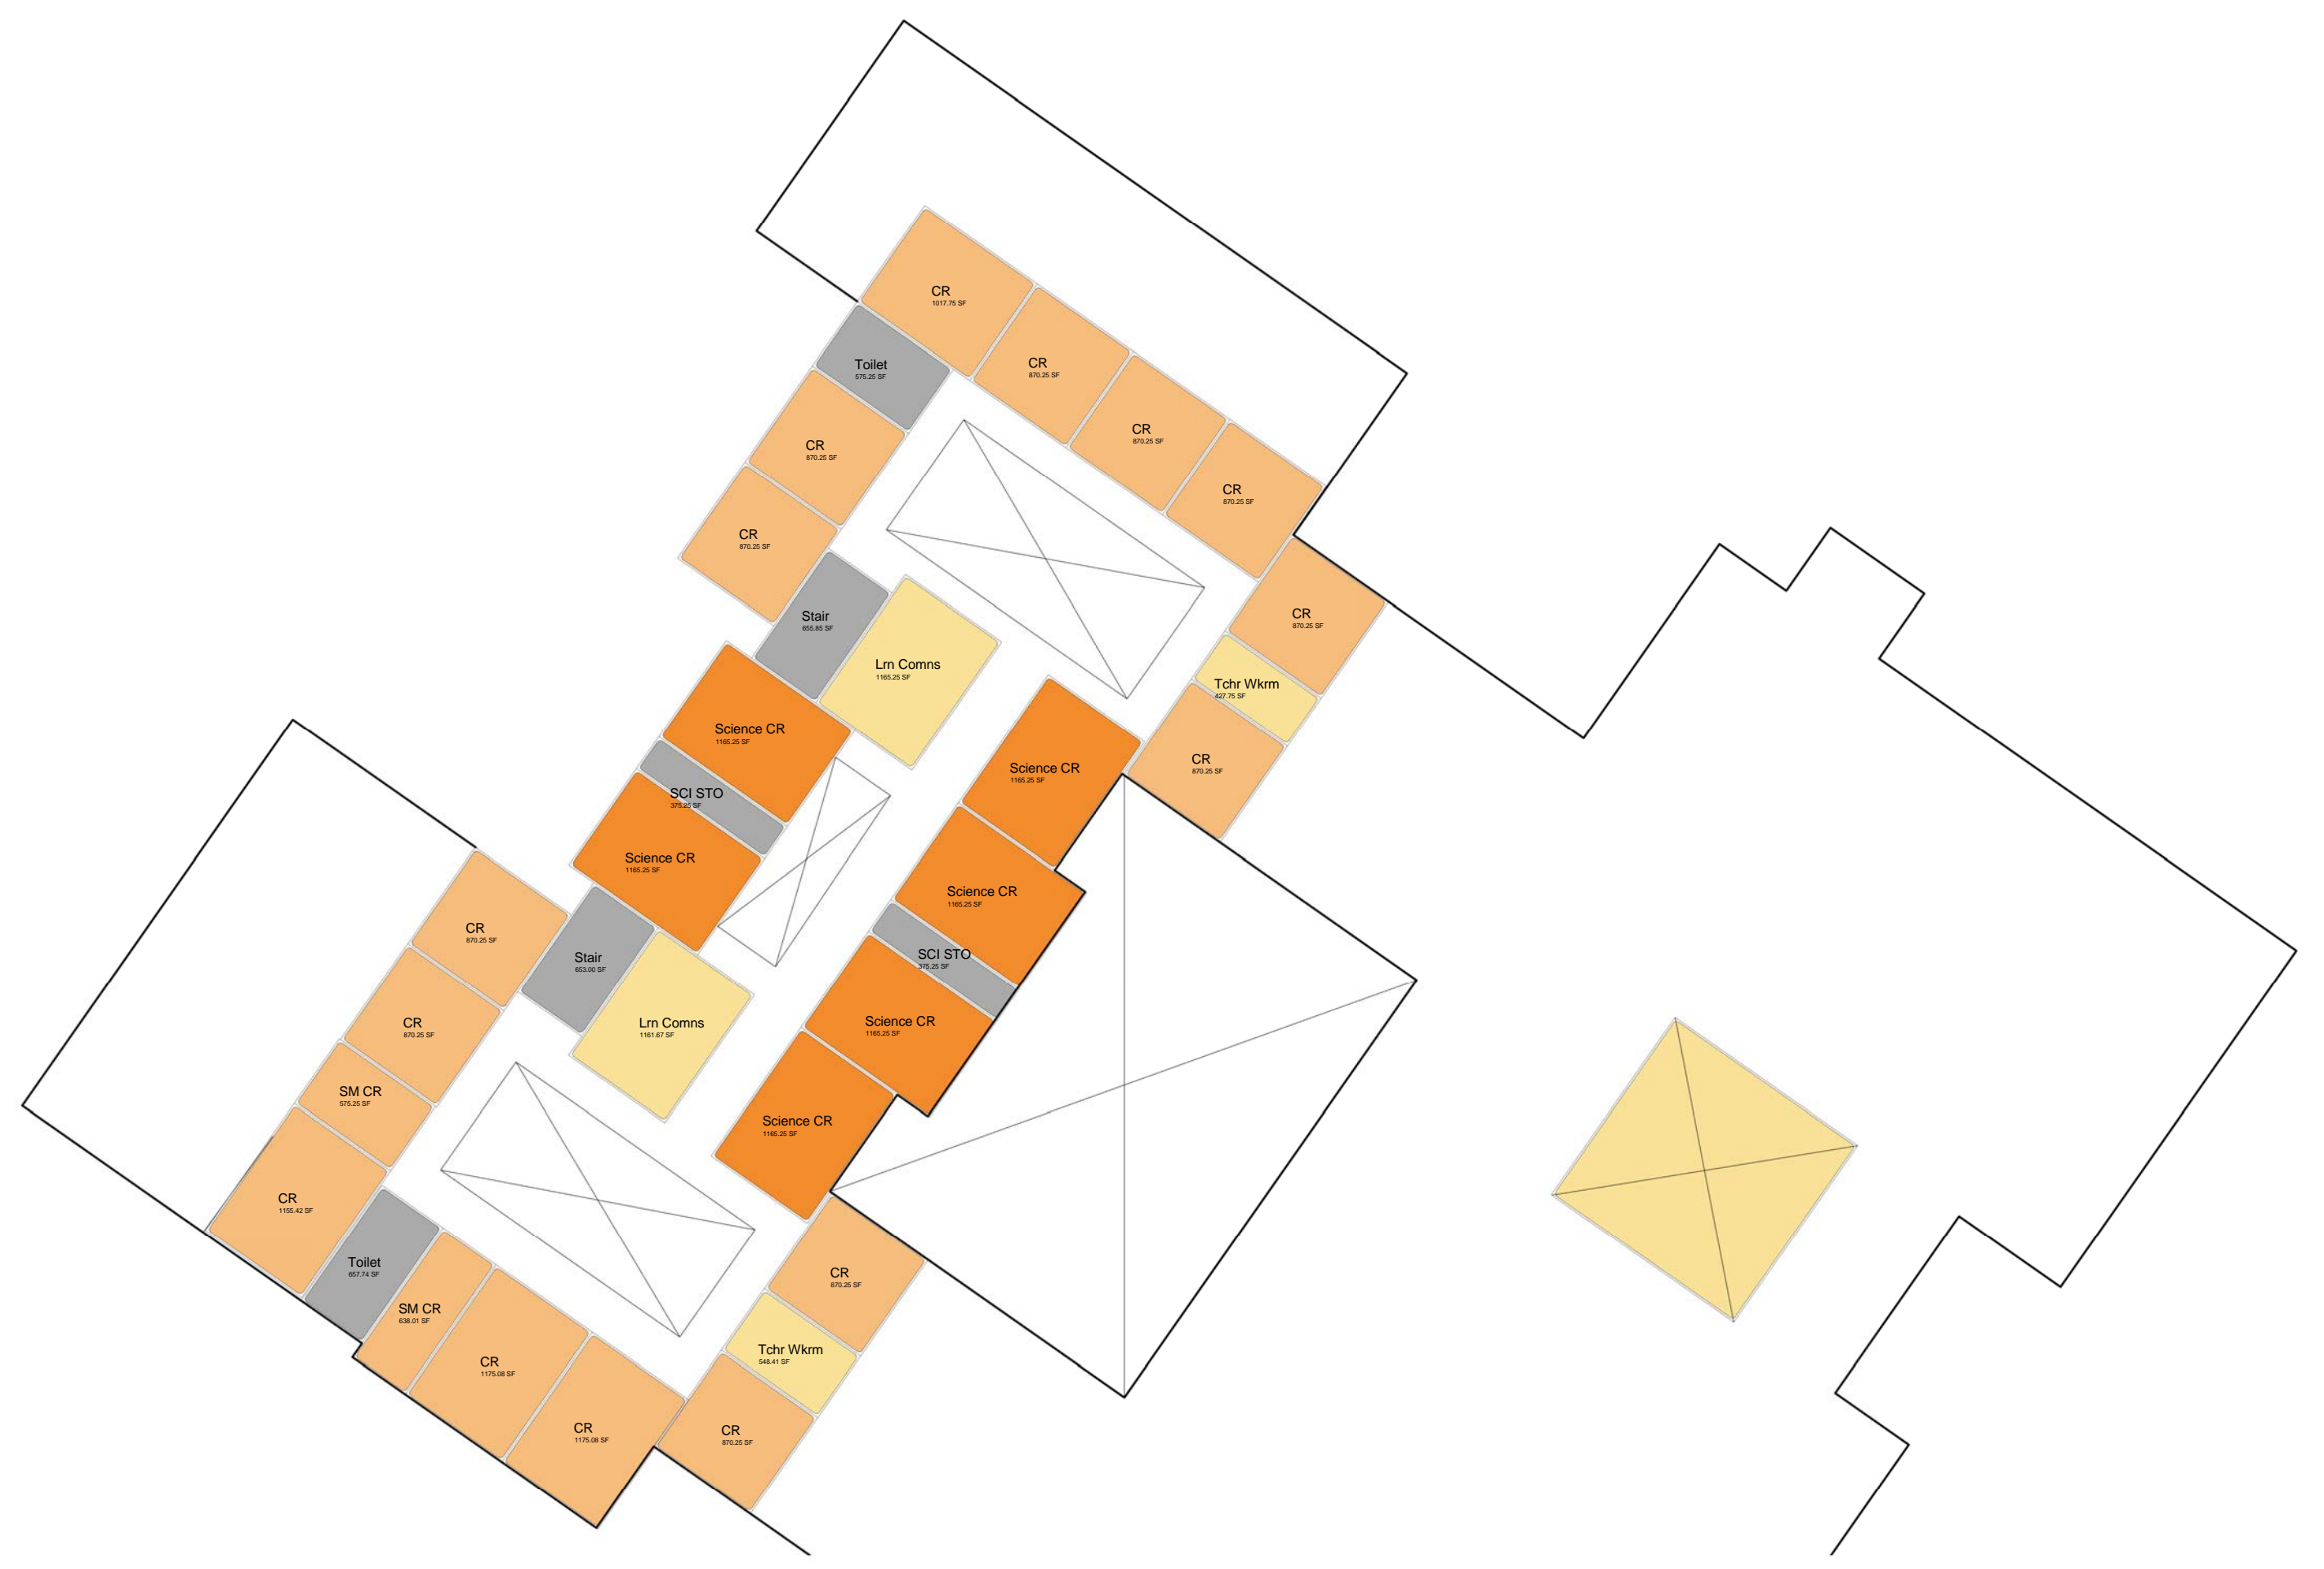 CR
1017.75 SF
Toilet
575.25 SF
CR
870.25 SF
CR
870.25 SF
CR
870.25 SF
CR
870.25 SF
CR
870.25 SF
Stair
655.85 SF
CR
870.25 SF
Lrn Comns
1165.25 SF
Tchr Wkrm
427.75 SF
Science CR
1165.25 SF
CR
870.25 SF
Science CR
1165.25 SF
SCI STO
375.25 SF
Science CR
1165.25 SF
Science CR
1165.25 SF
CR
870.25 SF
Stair
653.00 SF
SCI STO
375.25 SF
CR
870.25 SF
Lrn Comns
1161.67 SF
Science CR
1165.25 SF
SM CR
575.25 SF
Science CR
1165.25 SF
CR
1155.42 SF
Toilet
657.74 SF
CR
870.25 SF
SM CR
638.01 SF
Tchr Wkrm
548.41 SF
CR
1175.08 SF
CR
1175.08 SF
CR
870.25 SF